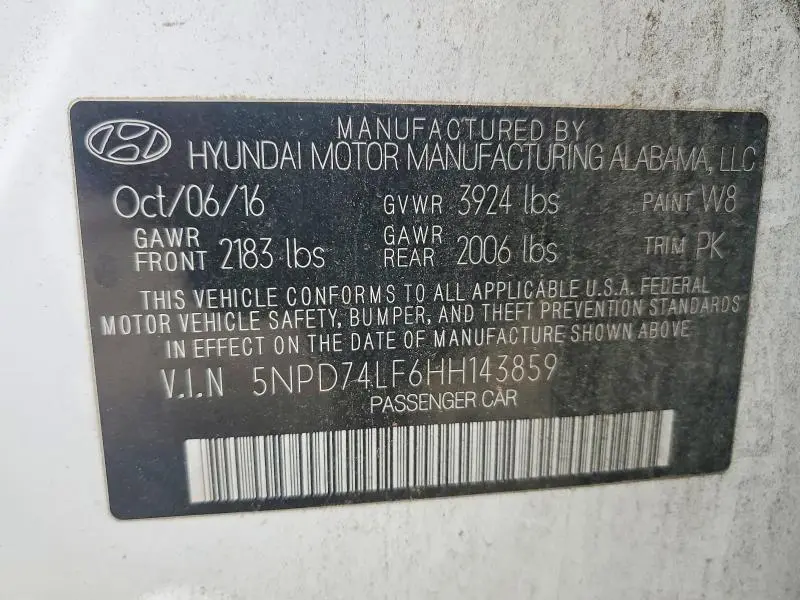 MANUFACTURED BY
HYUNDAI MOTOR MANUFACTURING ALABAMA, LLC
Oct/06/16 GVWR 3924 lbs PAINT W8
GAWR FRONT 2183 lbs GAWR REAR 2006 lbs TRIM PK
THIS VEHICLE CONFORMS TO ALL APPLICABLE U.S.A. FEDERAL
MOTOR VEHICLE SAFETY, BUMPER, AND THEFT PREVENTION STANDARDS
IN EFFECT ON THE DATE OF MANUFACTURE SHOWN ABOVE.
V.I.N 5NPD74LF6HH143859
PASSENGER CAR